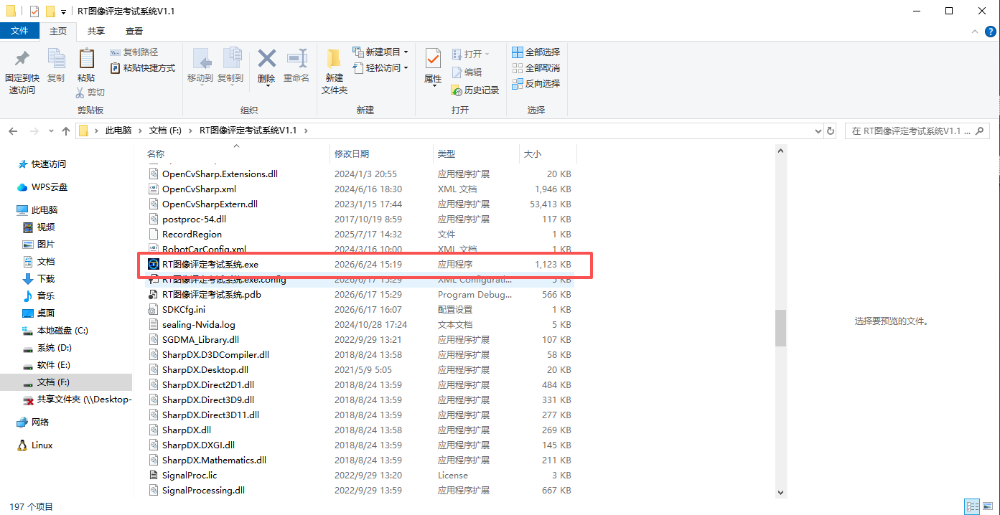 RT图像评定考试系统V1.1
文件 主页 共享 查看
固定到快速访问
复制
粘贴
复制路径
粘贴快捷方式
剪切
剪贴板
移动到
复制到
删除
重命名
组织
新建文件夹
新建项目
轻松访问
新建
属性
打开
编辑
历史记录
打开
全部选择
全部取消
反向选择
选择
此电脑 文档 (F:) RT图像评定考试系统V1.1
在 RT图像评定考试系统V1.1 ...
快速访问
WPS云盘
此电脑
视频
图片
文档
下载
音乐
桌面
本地磁盘 (C:)
系统 (D:)
软件 (E:)
文档 (F:)
共享文件夹 (\\Desktop-
网络
Linux
名称 修改日期 类型 大小
OpenCvSharp.Extensions.dll 2024/1/3 20:55 应用程序扩展 20 KB
OpenCvSharp.xml 2024/6/16 18:30 XML 文档 1,946 KB
OpenCvSharpExtern.dll 2023/1/15 17:44 应用程序扩展 53,413 KB
postproc-54.dll 2017/10/19 8:59 应用程序扩展 117 KB
RecordRegion 2025/7/17 14:32 文件 1 KB
RobotCarConfig.xml 2024/3/16 10:00 XML 文档 1 KB
RT图像评定考试系统.exe 2026/6/24 15:19 应用程序 1,123 KB
RT图像评定考试系统.exe.config 2026/6/17 15:29 XML Configurati... 5 KB
RT图像评定考试系统.pdb 2026/6/17 15:29 Program Debug... 566 KB
SDKCfg.ini 2026/6/17 16:07 配置设置 1 KB
sealing-Nvida.log 2024/10/28 17:24 文本文档 5 KB
SGDMA_Library.dll 2022/9/29 13:21 应用程序扩展 107 KB
SharpDX.D3DCompiler.dll 2018/8/24 13:58 应用程序扩展 58 KB
SharpDX.Desktop.dll 2021/5/9 5:05 应用程序扩展 20 KB
SharpDX.Direct2D1.dll 2018/8/24 13:59 应用程序扩展 484 KB
SharpDX.Direct3D9.dll 2018/8/24 13:59 应用程序扩展 331 KB
SharpDX.Direct3D11.dll 2018/8/24 13:59 应用程序扩展 277 KB
SharpDX.dll 2018/8/24 13:58 应用程序扩展 269 KB
SharpDX.DXGI.dll 2018/8/24 13:59 应用程序扩展 145 KB
SharpDX.Mathematics.dll 2018/8/24 13:59 应用程序扩展 211 KB
SignalProc.lic 2022/9/29 13:20 License 3 KB
SignalProcessing.dll 2022/9/29 13:59 应用程序扩展 667 KB
选择要预览的文件。
197 个项目